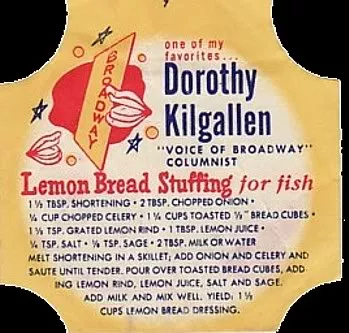 BROADWAY
one of my
favorites...
Dorothy
Kilgallen
"VOICE OF BROADWAY"
COLUMNIST
Lemon Bread Stuffing for fish
1 ½ TBSP. SHORTENING • 2 TBSP. CHOPPED ONION •
¼ CUP CHOPPED CELERY • 1 ¼ CUPS TOASTED ½" BREAD CUBES •
1 ½ TSP. GRATED LEMON RIND • 1 TBSP. LEMON JUICE •
¼ TSP. SALT • ⅛ TSP. SAGE • 2 TBSP. MILK OR WATER
MELT SHORTENING IN A SKILLET; ADD ONION AND CELERY AND
SAUTE UNTIL TENDER. POUR OVER TOASTED BREAD CUBES, ADD-
ING LEMON RIND, LEMON JUICE, SALT AND SAGE.
ADD MILK AND MIX WELL. YIELD: 1 ½
CUPS LEMON BREAD DRESSING.